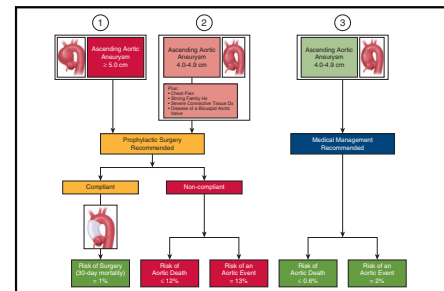 1
2
3
Ascending Aortic
Aneurysm
≥ 5.0 cm
Ascending Aortic
Aneurysm
4.0-4.9 cm
Plus:
• Chest Pain
• Strong Family Hx
• Severe Connective Tissue Dx
• Disease of a Bicuspid Aortic
Valve
Ascending Aortic
Aneurysm
4.0-4.9 cm
Prophylactic Surgery
Recommended
Medical Management
Recommended
Compliant
Non-compliant
Risk of Surgery
(30-day mortality)
= 1%
Risk of
Aortic Death
≤ 12%
Risk of an
Aortic Event
= 13%
Risk of
Aortic Death
≤ 0.6%
Risk of an
Aortic Event
= 2%